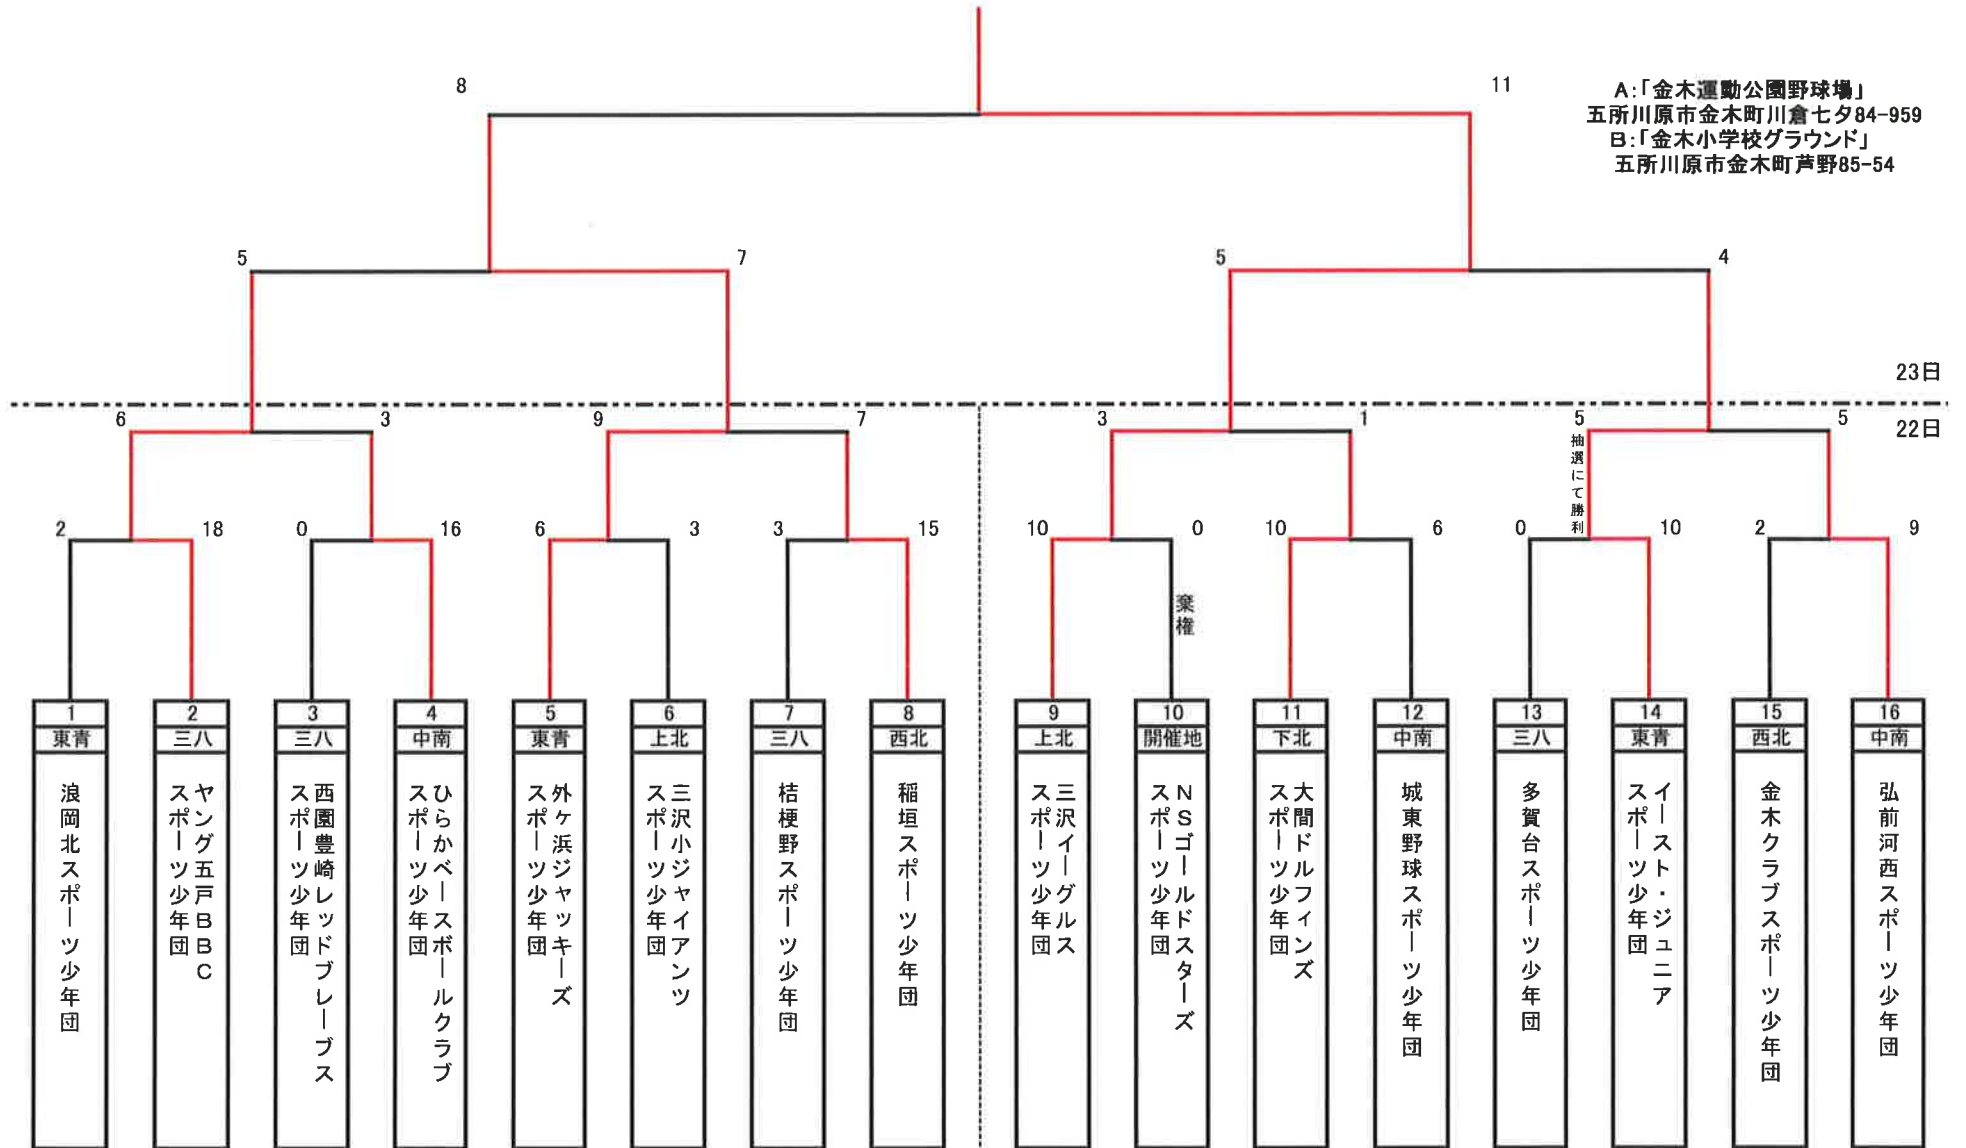 8
11
A:「金木運動公園野球場」
五所川原市金木町川倉七夕84-959
B:「金木小学校グラウンド」
五所川原市金木町芦野85-54
5
7
5
4
23日
6
3
9
7
3
1
5
5
22日
抽選にて勝利
2
18
0
16
6
3
3
15
10
0
10
6
0
10
2
9
棄権
1
東青
浪岡北スポーツ少年団
2
三八
ヤング五戸BBC
スポーツ少年団
3
三八
西園豊崎レッドブレーブス
スポーツ少年団
4
中南
ひらかベースボールクラブ
スポーツ少年団
5
東青
外ヶ浜ジャッキーズ
スポーツ少年団
6
上北
三沢小ジャイアンツ
スポーツ少年団
7
三八
桔梗野スポーツ少年団
8
西北
稲垣スポーツ少年団
9
上北
三沢イーグルス
スポーツ少年団
10
開催地
NSゴールドスターズ
スポーツ少年団
11
下北
大間ドルフィンズ
スポーツ少年団
12
中南
城東野球スポーツ少年団
13
三八
多賀台スポーツ少年団
14
東青
イースト・ジュニア
スポーツ少年団
15
西北
金木クラブスポーツ少年団
16
中南
弘前河西スポーツ少年団